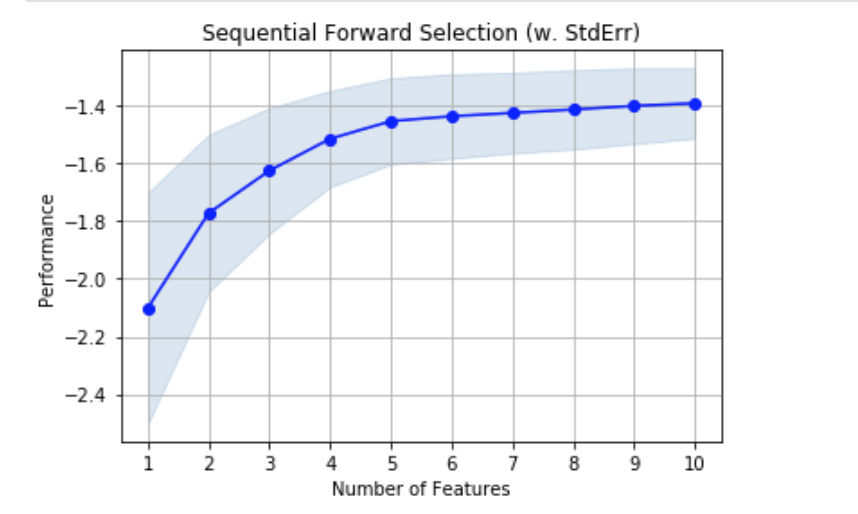 Sequential Forward Selection (w. StdErr)
Performance
−1.4
−1.6
−1.8
−2.0
−2.2
−2.4
1 2 3 4 5 6 7 8 9 10
Number of Features